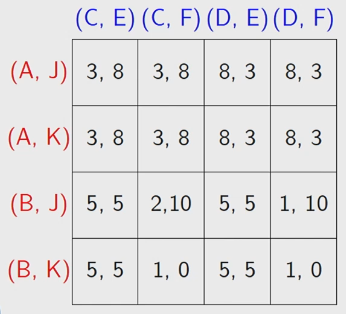 (C, E) (C, F) (D, E) (D, F)
(A, J) 3, 8 3, 8 8, 3 8, 3
(A, K) 3, 8 3, 8 8, 3 8, 3
(B, J) 5, 5 2,10 5, 5 1, 10
(B, K) 5, 5 1, 0 5, 5 1, 0